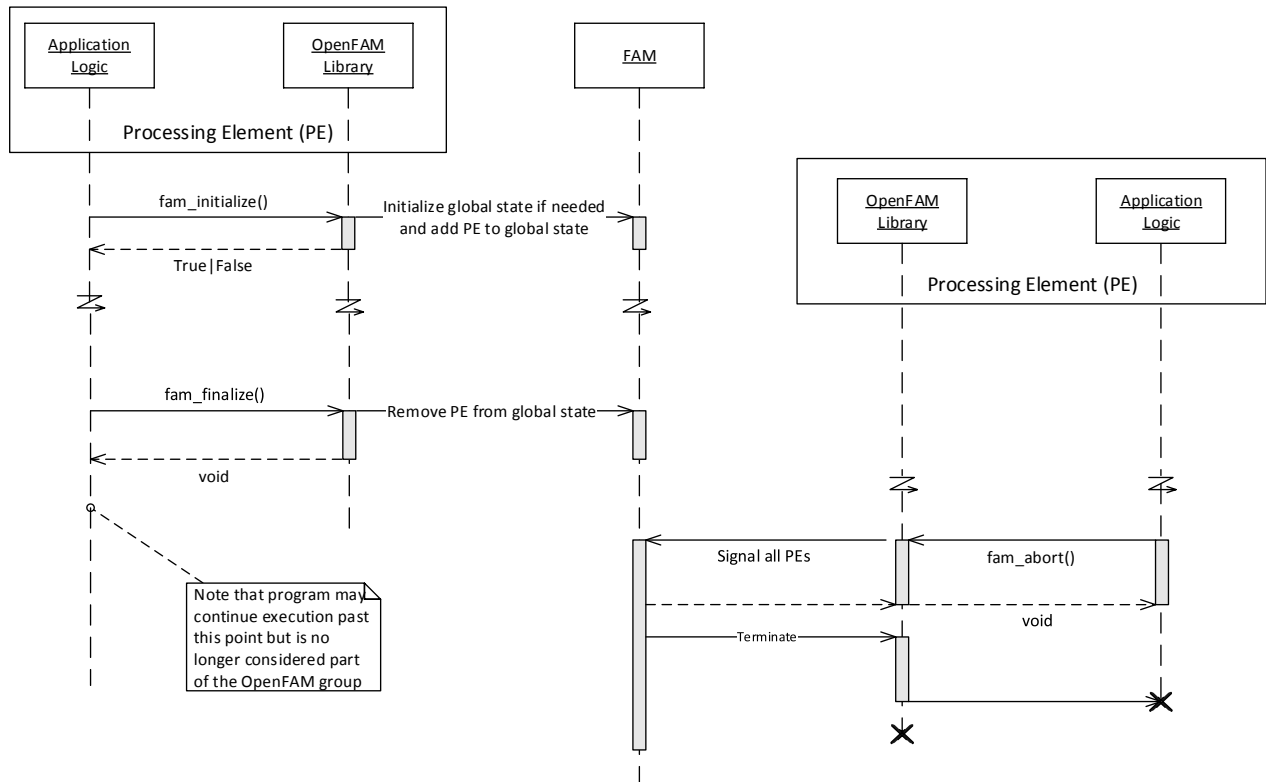 Application
Logic
OpenFAM
Library
FAM
Processing Element (PE)
OpenFAM
Library
Application
Logic
Processing Element (PE)
fam_initialize()
Initialize global state if needed
and add PE to global state
True|False
fam_finalize()
Remove PE from global state
void
Note that program may
continue execution past
this point but is no
longer considered part
of the OpenFAM group
Signal all PEs
fam_abort()
void
Terminate